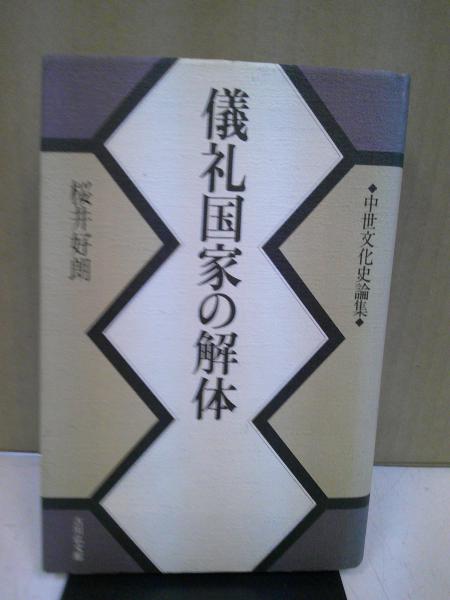 ◆中世文化史論集◆
儀礼国家の解体
桜井好朗